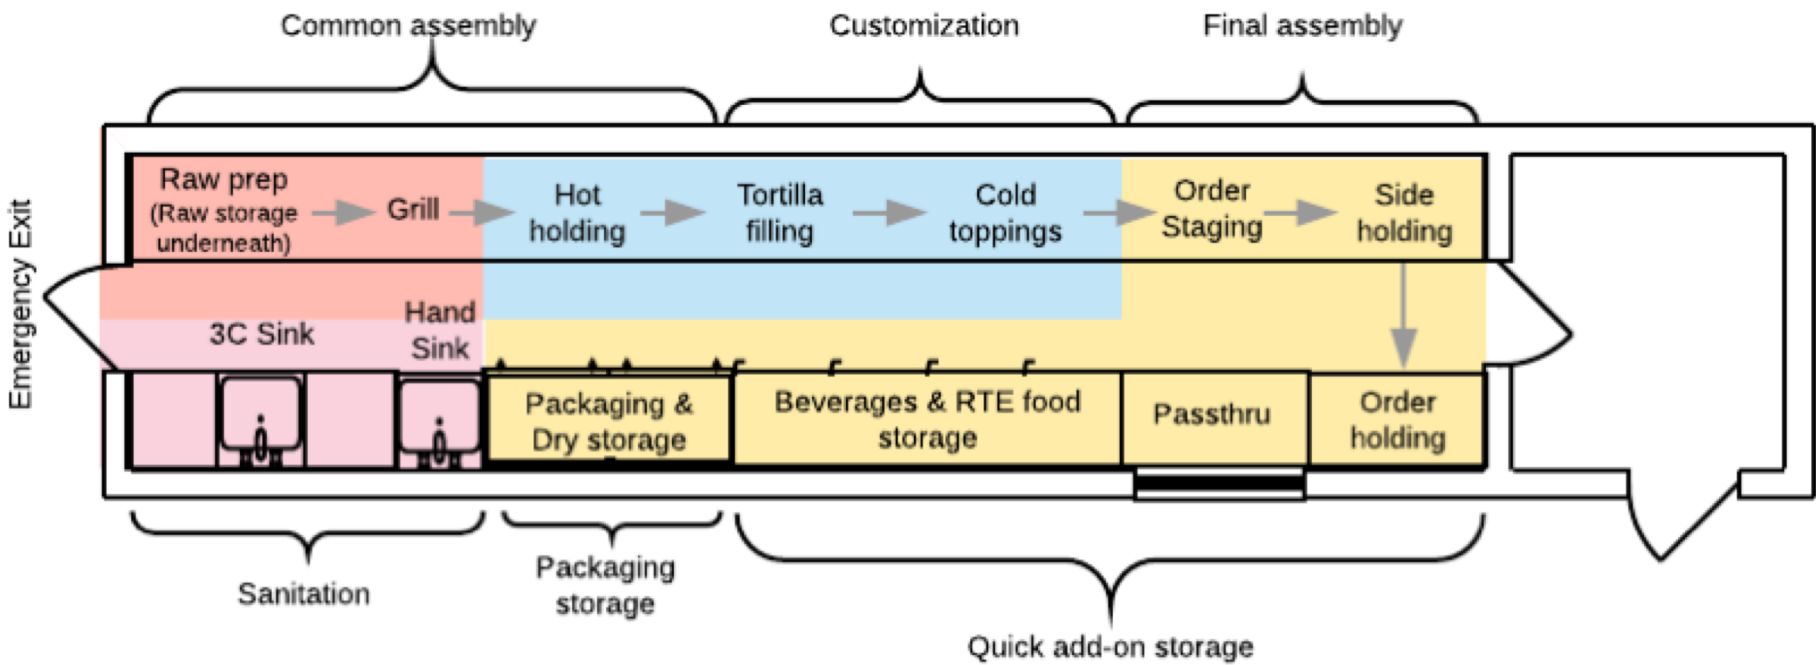 Common assembly
Customization
Final assembly
Raw prep
(Raw storage
underneath)
Grill
Hot
holding
Tortilla
filling
Cold
toppings
Order
Staging
Side
holding
Emergency Exit
3C Sink
Hand
Sink
Packaging &
Dry storage
Beverages & RTE food
storage
Passthru
Order
holding
Sanitation
Packaging
storage
Quick add-on storage